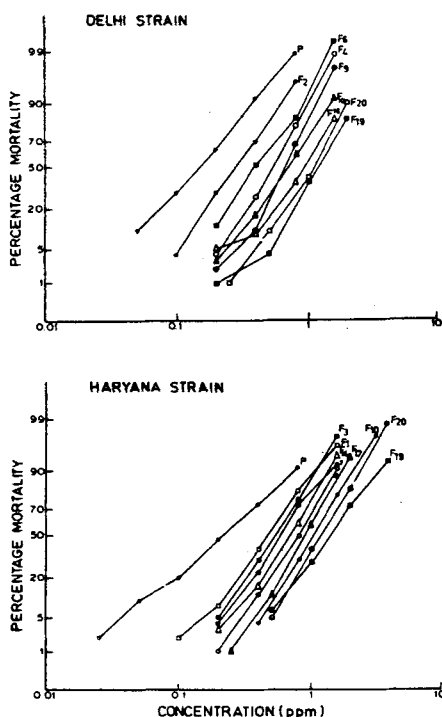 DELHI STRAIN
PERCENTAGE MORTALITY
99
90
70
50
20
5
1
0.01
0.1
1
10
P
F2
F6
F4
F9
F20
F19
HARYANA STRAIN
PERCENTAGE MORTALITY
99
90
70
50
20
5
1
0.01
0.1
1
10
P
F3
F1
F10
F20
F12
F19
CONCENTRATION (ppm)